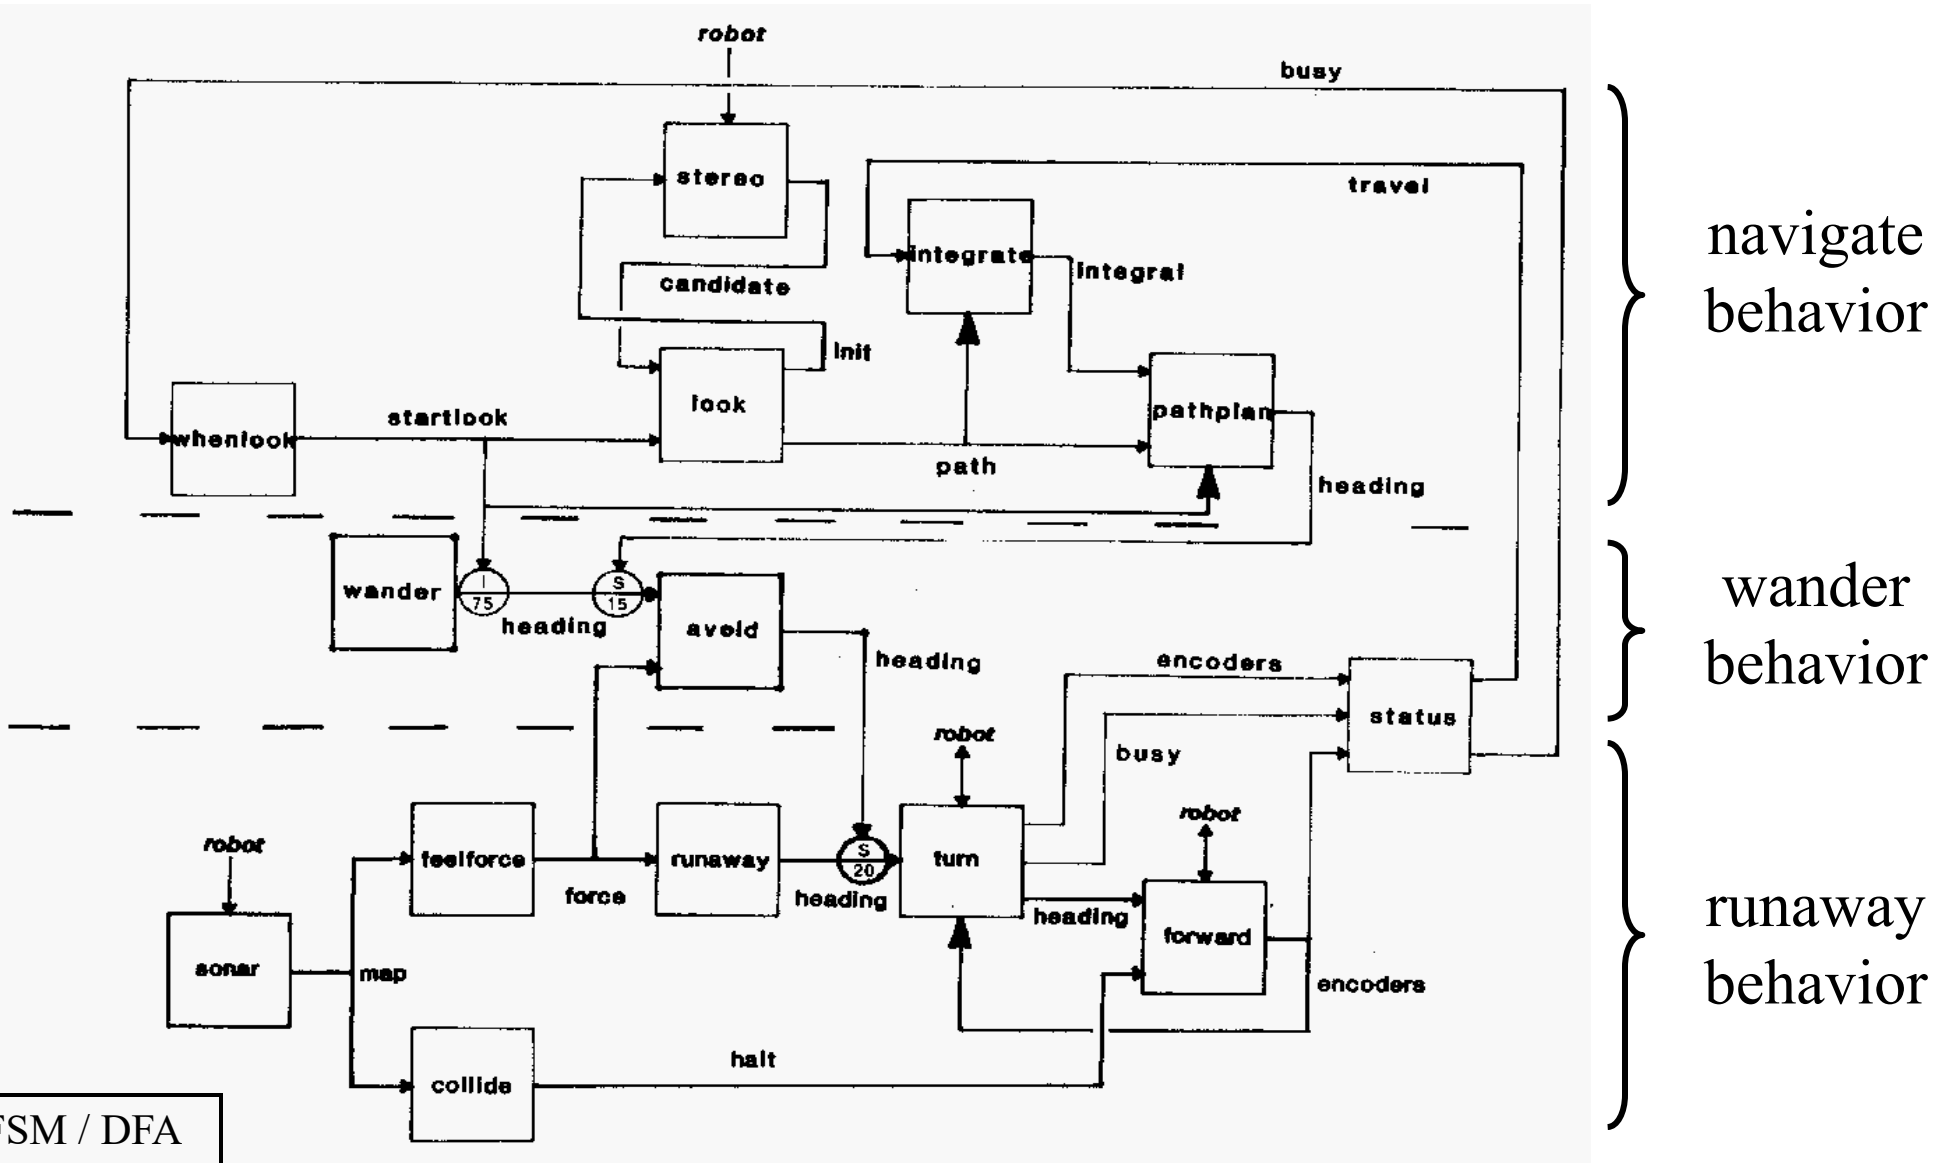 robot
busy
stereo
travel
integrate
integral
candidate
init
look
pathplan
startlook
whenlook
path
heading
navigate
behavior
wander
I
75
S
15
heading
avoid
heading
encoders
status
busy
wander
behavior
robot
robot
robot
feelforce
runaway
S
20
turn
force
heading
heading
forward
sonar
map
encoders
halt
collide
runaway
behavior
FSM / DFA